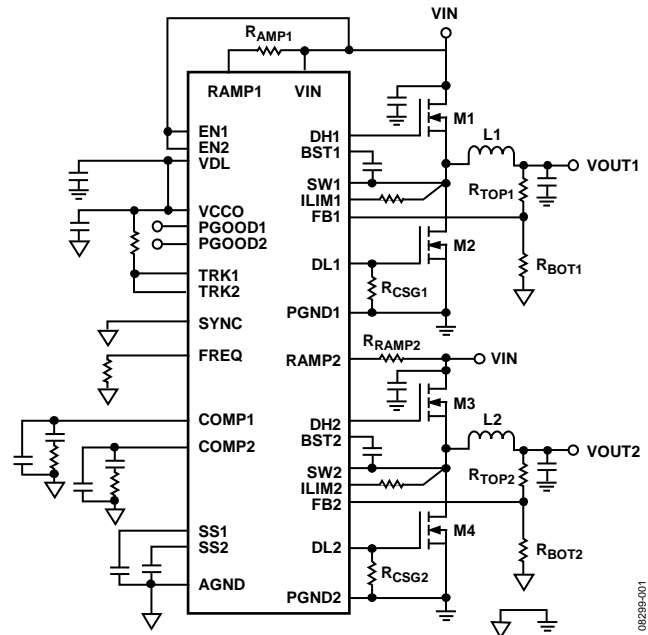 VIN
RAMP1
RAMP1 VIN
EN1
EN2
VDL
VCCO
PGOOD1
PGOOD2
TRK1
TRK2
SYNC
FREQ
COMP1
COMP2
SS1
SS2
AGND
DH1
BST1
SW1
ILIM1
FB1
DL1
PGND1
RAMP2
DH2
BST2
SW2
ILIM2
FB2
DL2
PGND2
M1
L1
VOUT1
RTOP1
M2
RBOT1
RCSG1
RRAMP2
VIN
M3
L2
VOUT2
RTOP2
M4
RBOT2
RCSG2
08299-001